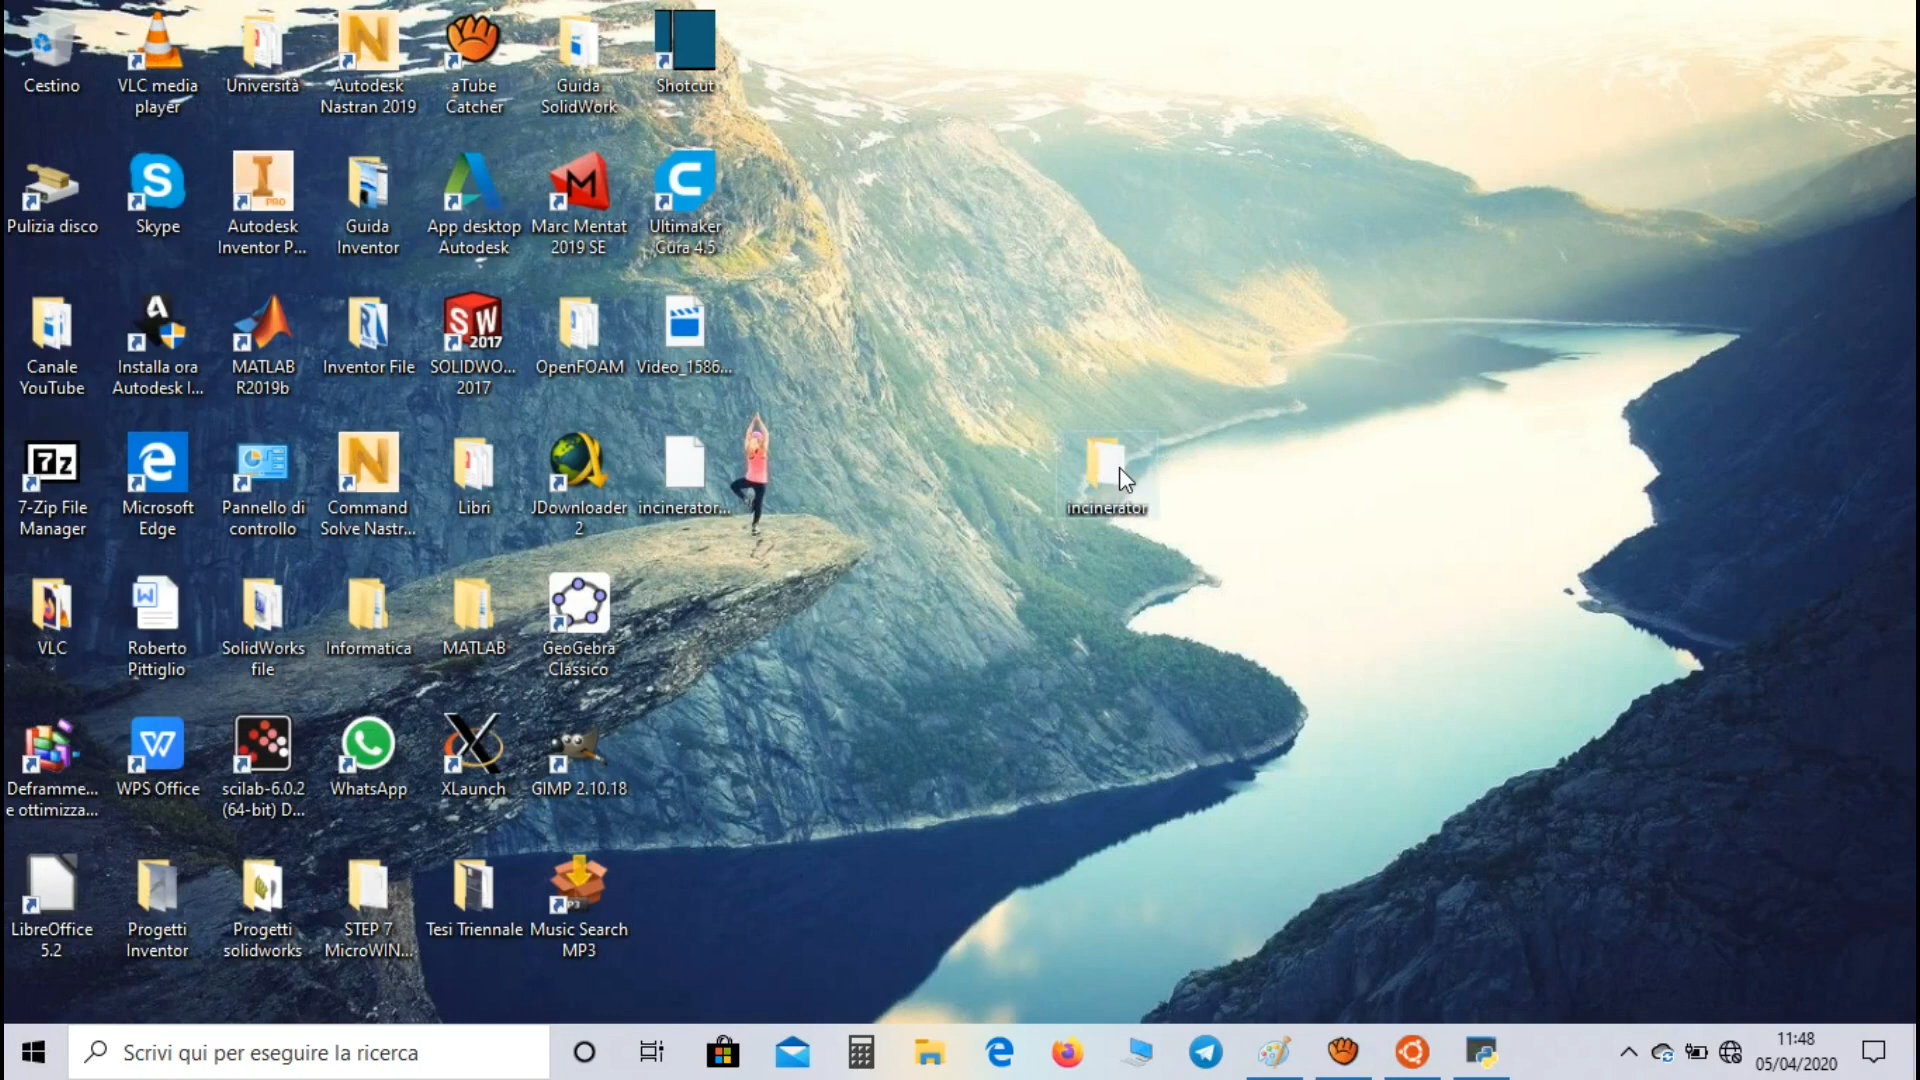 Cestino
VLC media
player
Università
Autodesk
Nastran 2019
aTube
Catcher
Guida
SolidWork
Shotcut
Pulizia disco
Skype
Autodesk
Inventor P...
Guida
Inventor
App desktop
Autodesk
Marc Mentat
2019 SE
Ultimaker
Cura 4.5
Canale
YouTube
Installa ora
Autodesk I...
MATLAB
R2019b
Inventor File
SW
2017
SOLIDWO...
2017
OpenFOAM
Video_1586...
7-Zip File
Manager
Microsoft
Edge
Pannello di
controllo
Command
Solve Nastr...
Libri
JDownloader
2
incinerator...
incinerator
VLC
Roberto
Pittiglio
SolidWorks
file
Informatica
MATLAB
GeoGebra
Classico
Deframme...
e ottimizza...
WPS Office
scilab-6.0.2
(64-bit) D...
WhatsApp
XLaunch
GIMP 2.10.18
LibreOffice
5.2
Progetti
Inventor
Progetti
solidworks
STEP 7
MicroWIN...
Tesi Triennale
Music Search
MP3
Scrivi qui per eseguire la ricerca
11:48
05/04/2020